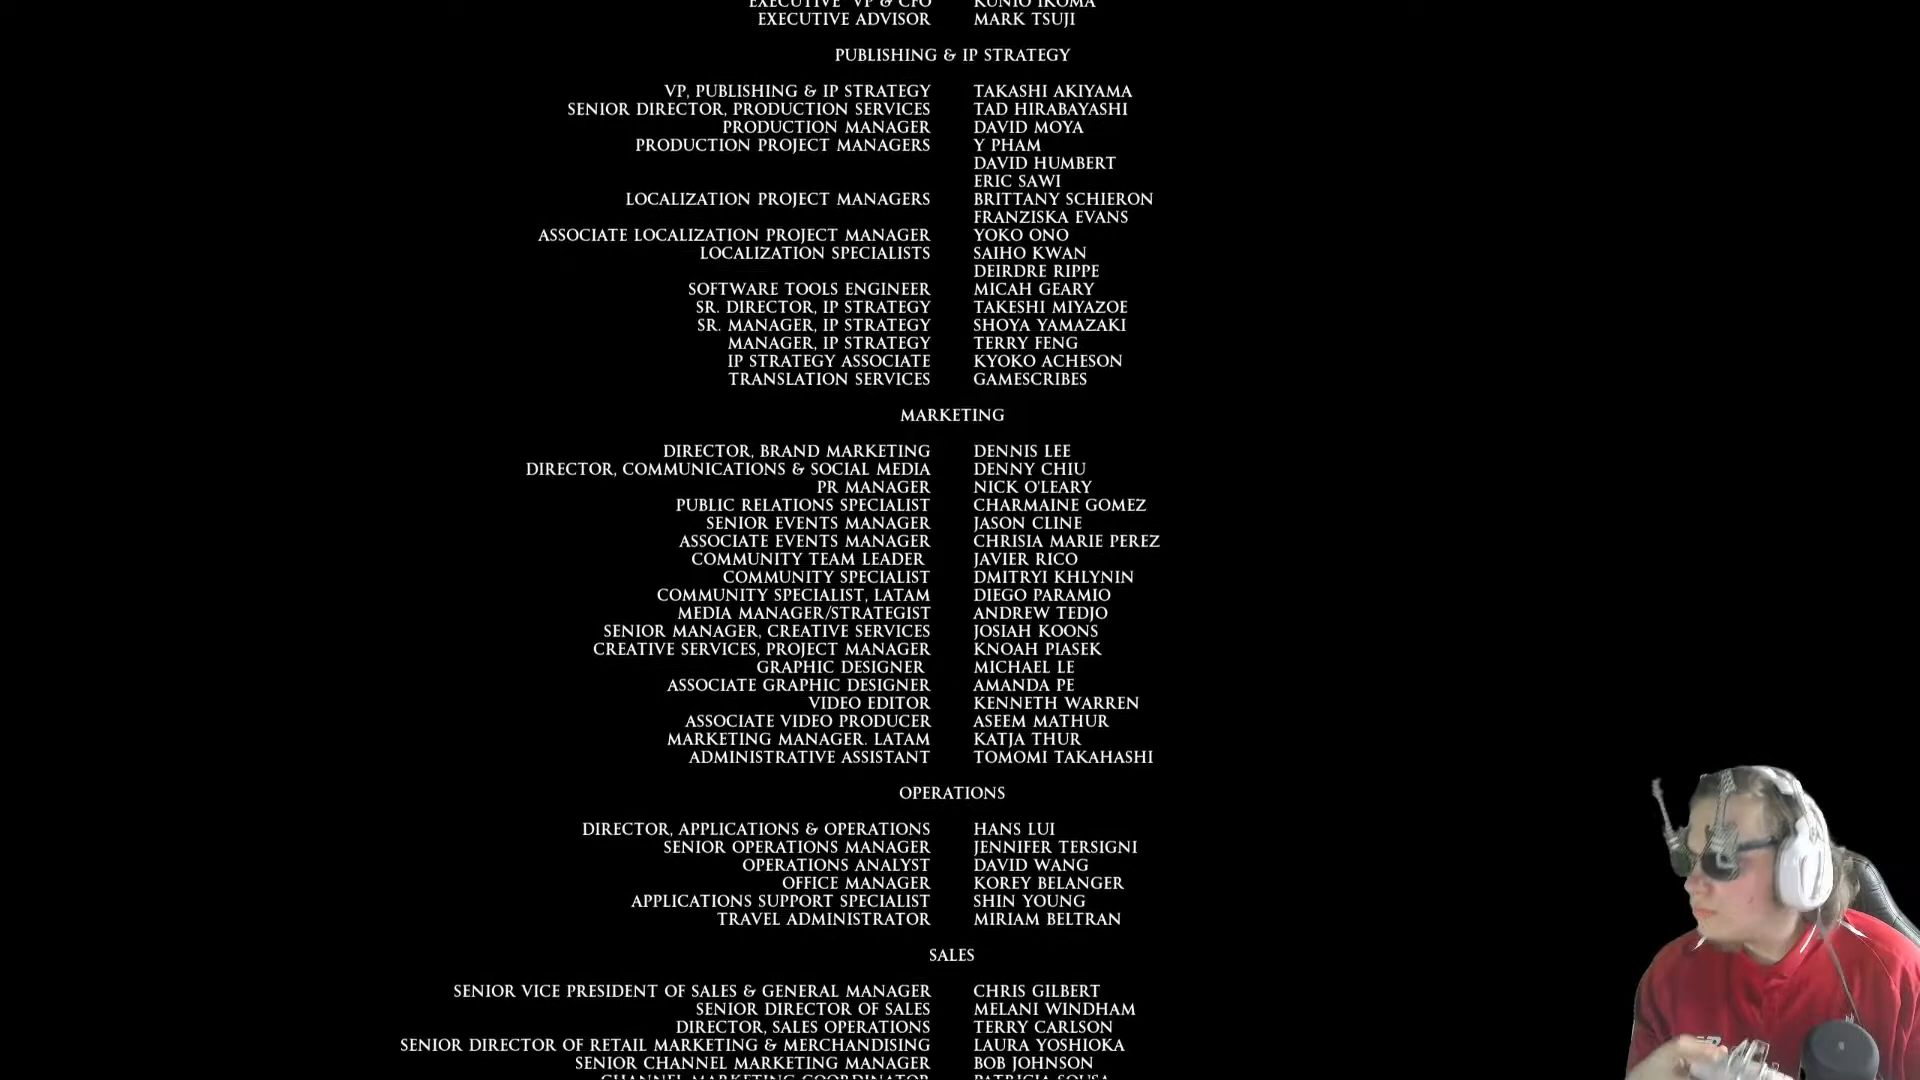 EXECUTIVE VP & CFO KUNIO IKOMA
EXECUTIVE ADVISOR MARK TSUJI
PUBLISHING & IP STRATEGY
VP, PUBLISHING & IP STRATEGY TAKASHI AKIYAMA
SENIOR DIRECTOR, PRODUCTION SERVICES TAD HIRABAYASHI
PRODUCTION MANAGER DAVID MOYA
PRODUCTION PROJECT MANAGERS Y PHAM
DAVID HUMBERT
ERIC SAWI
LOCALIZATION PROJECT MANAGERS BRITTANY SCHIERON
FRANZISKA EVANS
ASSOCIATE LOCALIZATION PROJECT MANAGER YOKO ONO
LOCALIZATION SPECIALISTS SAIHO KWAN
DEIRDRE RIPPE
SOFTWARE TOOLS ENGINEER MICAH GEARY
SR. DIRECTOR, IP STRATEGY TAKESHI MIYAZOE
SR. MANAGER, IP STRATEGY SHOYA YAMAZAKI
MANAGER, IP STRATEGY TERRY FENG
IP STRATEGY ASSOCIATE KYOKO ACHESON
TRANSLATION SERVICES GAMESCRIBES
MARKETING
DIRECTOR, BRAND MARKETING DENNIS LEE
DIRECTOR, COMMUNICATIONS & SOCIAL MEDIA DENNY CHIU
PR MANAGER NICK O'LEARY
PUBLIC RELATIONS SPECIALIST CHARMAINE GOMEZ
SENIOR EVENTS MANAGER JASON CLINE
ASSOCIATE EVENTS MANAGER CHRISIA MARIE PEREZ
COMMUNITY TEAM LEADER JAVIER RICO
COMMUNITY SPECIALIST DMITRYI KHLYNIN
COMMUNITY SPECIALIST, LATAM DIEGO PARAMIO
MEDIA MANAGER/STRATEGIST ANDREW TEDJO
SENIOR MANAGER, CREATIVE SERVICES JOSIAH KOONS
CREATIVE SERVICES, PROJECT MANAGER KNOAH PIASEK
GRAPHIC DESIGNER MICHAEL LE
ASSOCIATE GRAPHIC DESIGNER AMANDA PE
VIDEO EDITOR KENNETH WARREN
ASSOCIATE VIDEO PRODUCER ASEEM MATHUR
MARKETING MANAGER. LATAM KATJA THUR
ADMINISTRATIVE ASSISTANT TOMOMI TAKAHASHI
OPERATIONS
DIRECTOR, APPLICATIONS & OPERATIONS HANS LUI
SENIOR OPERATIONS MANAGER JENNIFER TERSIGNI
OPERATIONS ANALYST DAVID WANG
OFFICE MANAGER KOREY BELANGER
APPLICATIONS SUPPORT SPECIALIST SHIN YOUNG
TRAVEL ADMINISTRATOR MIRIAM BELTRAN
SALES
SENIOR VICE PRESIDENT OF SALES & GENERAL MANAGER CHRIS GILBERT
SENIOR DIRECTOR OF SALES MELANI WINDHAM
DIRECTOR, SALES OPERATIONS TERRY CARLSON
SENIOR DIRECTOR OF RETAIL MARKETING & MERCHANDISING LAURA YOSHIOKA
SENIOR CHANNEL MARKETING MANAGER BOB JOHNSON
CHANNEL MARKETING COORDINATOR PATRICIA SOUSA